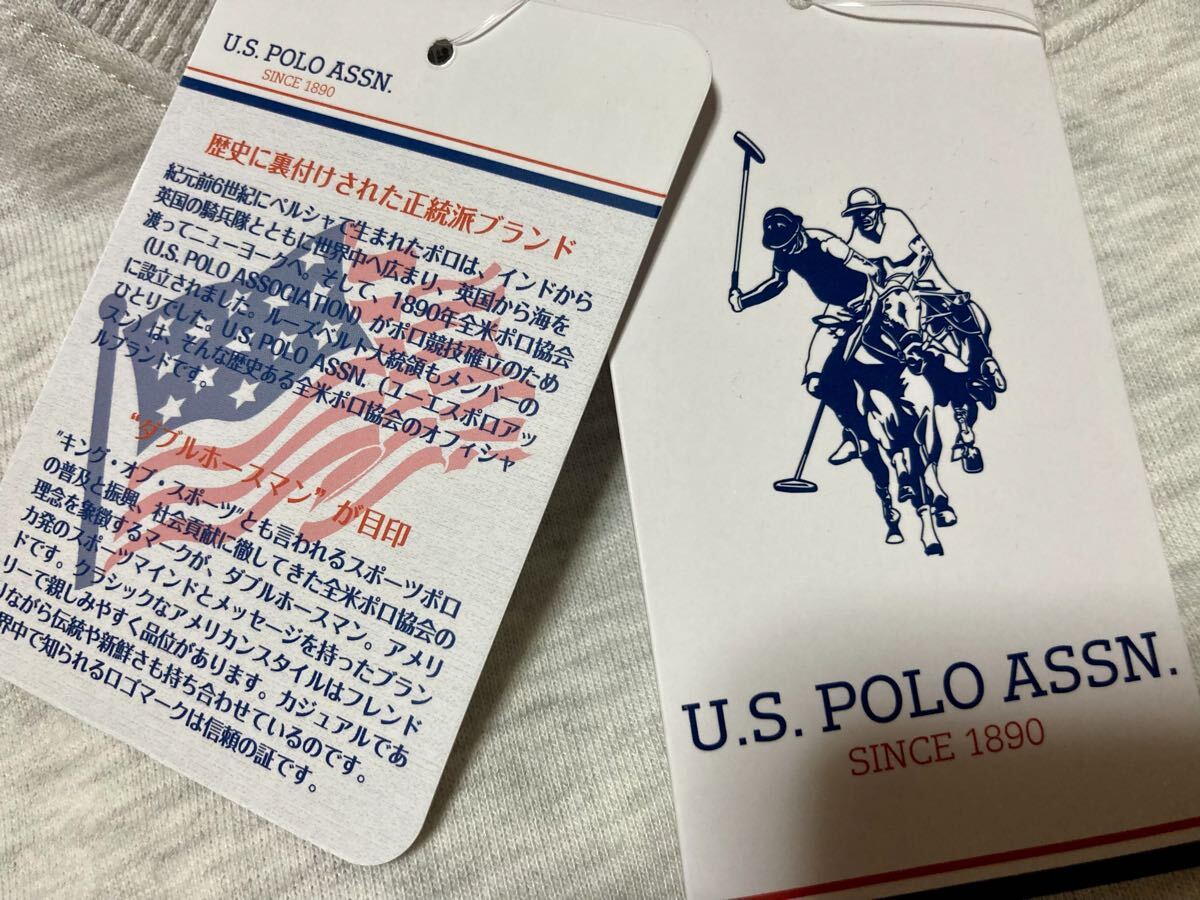 U.S. POLO ASSN.
SINCE 1890
歴史に裏付けされた正統派ブランド
紀元前6世紀にペルシャで生まれたポロは、インドから
英国の騎兵隊とともに世界中へ広まり、英国から海を
渡ってニューヨークへ。そして、1890年全米ポロ協会
(U.S. POLO ASSOCIATION) がポロ競技確立のため
に設立されました。ルーズベルト大統領もメンバーの
ひとりでした。U.S. POLO ASSN.（ユーエスポロアッ
スン）は、そんな歴史ある全米ポロ協会のオフィシャ
ルブランドです。
"ダブルホースマン"が目印
"キング・オブ・スポーツ"とも言われるスポーツポロ
の普及と振興、社会貢献に徹してきた全米ポロ協会の
理念を象徴するマークが、ダブルホースマン。アメリ
カ発のスポーツマインドとメッセージを持ったブラン
ドです。クラシックなアメリカンスタイルはフレンド
リーで親しみやすく品位があります。カジュアルであ
りながら伝統や新鮮さも持ち合わせているのです。
界中で知られるロゴマークは信頼の証です。
U.S. POLO ASSN.
SINCE 1890